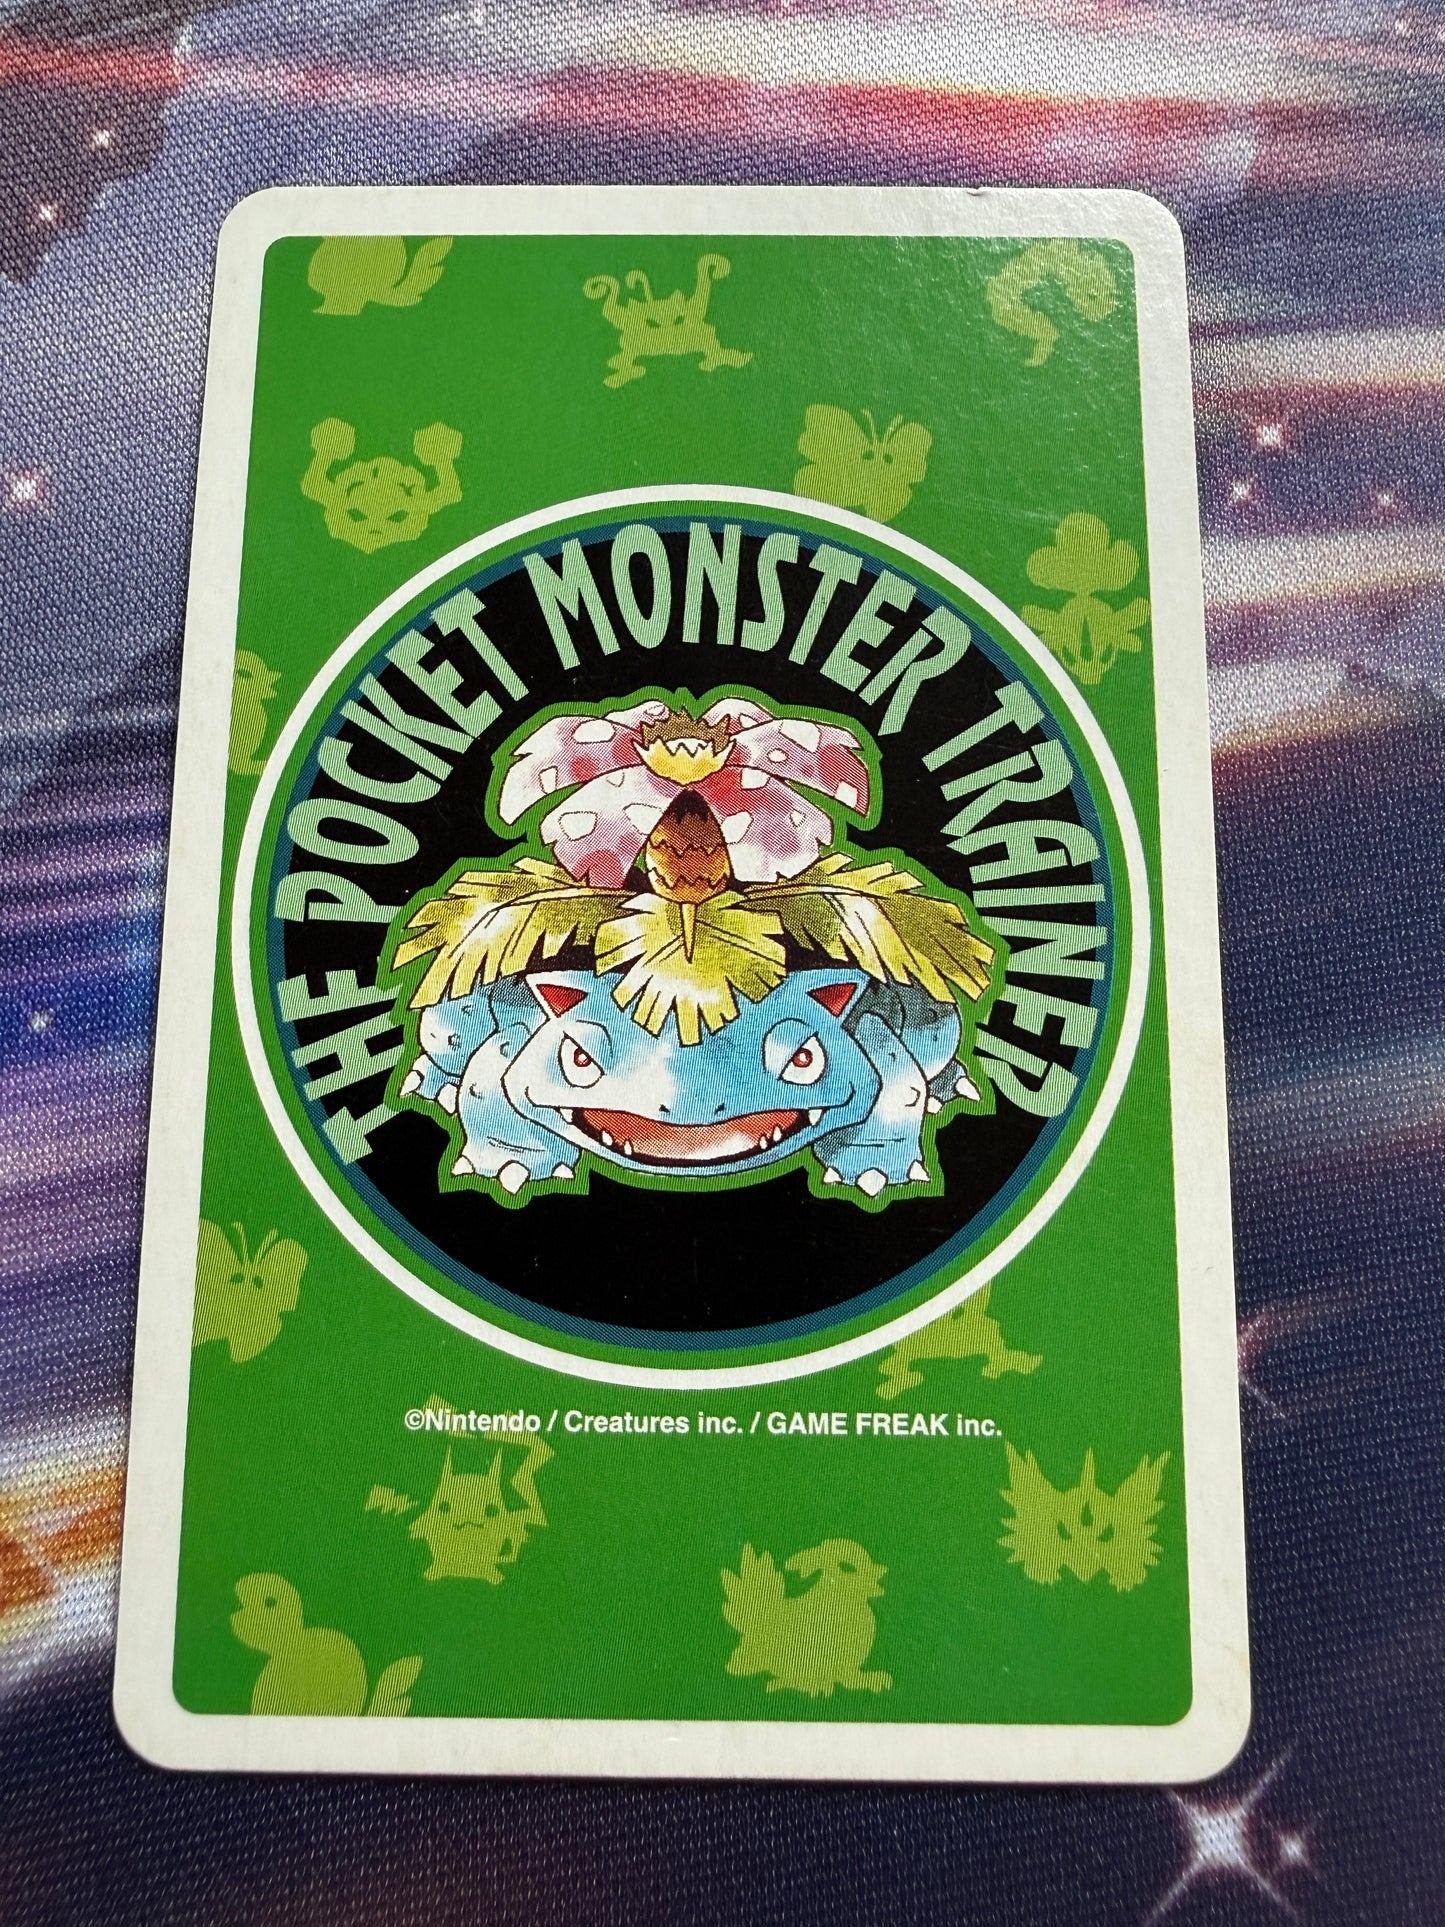 THE POCKET MONSTER TRAINER
©Nintendo / Creatures inc. / GAME FREAK inc.